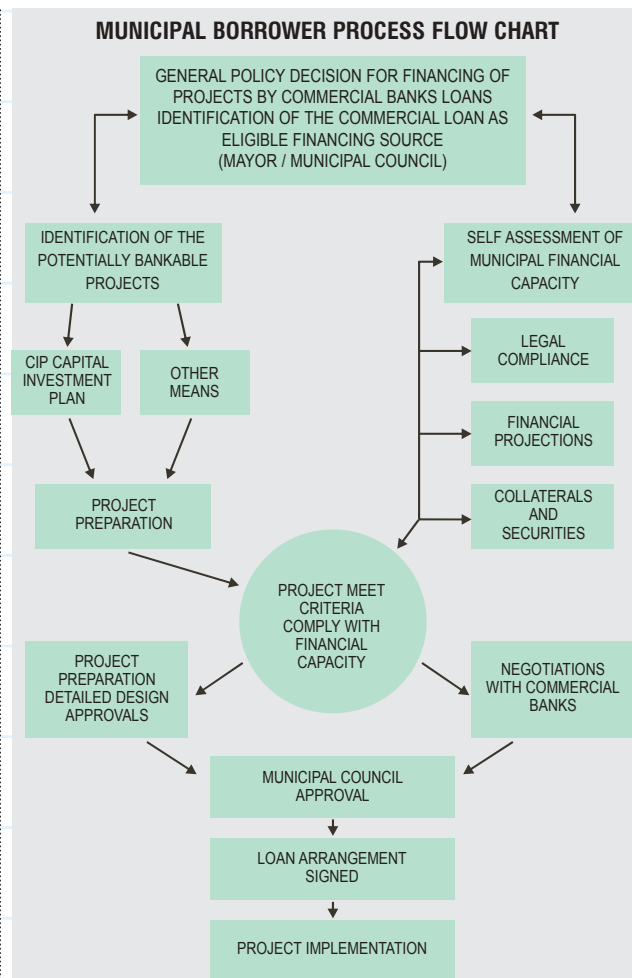 MUNICIPAL BORROWER PROCESS FLOW CHART
GENERAL POLICY DECISION FOR FINANCING OF
PROJECTS BY COMMERCIAL BANKS LOANS
IDENTIFICATION OF THE COMMERCIAL LOAN AS
ELIGIBLE FINANCING SOURCE
(MAYOR / MUNICIPAL COUNCIL)
IDENTIFICATION OF THE
POTENTIALLY BANKABLE
PROJECTS
SELF ASSESSMENT OF
MUNICIPAL FINANCIAL
CAPACITY
CIP CAPITAL
INVESTMENT
PLAN
OTHER
MEANS
LEGAL
COMPLIANCE
FINANCIAL
PROJECTIONS
COLLATERALS
AND
SECURITIES
PROJECT
PREPARATION
PROJECT MEET
CRITERIA
COMPLY WITH
FINANCIAL
CAPACITY
PROJECT
PREPARATION
DETAILED DESIGN
APPROVALS
NEGOTIATIONS
WITH COMMERCIAL
BANKS
MUNICIPAL COUNCIL
APPROVAL
LOAN ARRANGEMENT
SIGNED
PROJECT IMPLEMENTATION